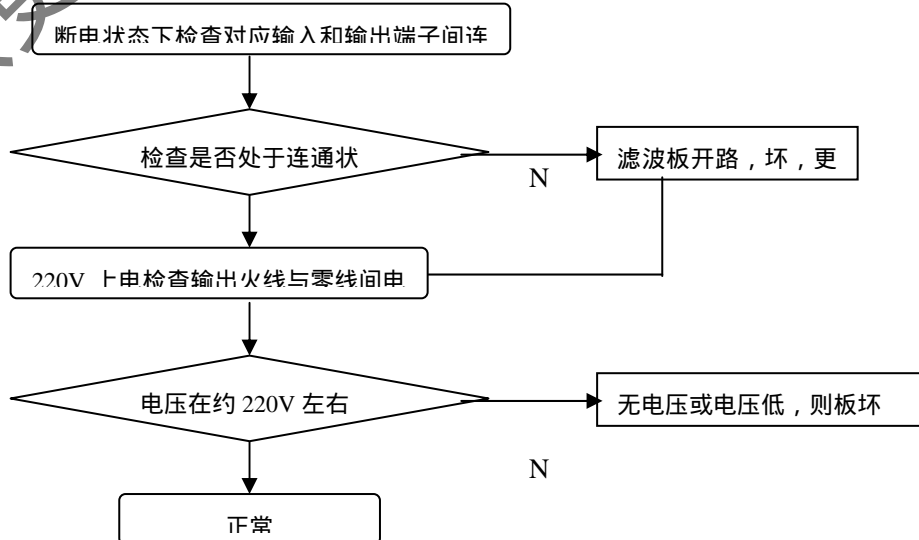 断电状态下检查对应输入和输出端子间连
检查是否处于连通状
N
滤波板开路，坏，更
220V 上电检查输出火线与零线间电
电压在约 220V 左右
无电压或电压低，则板坏
N
正常